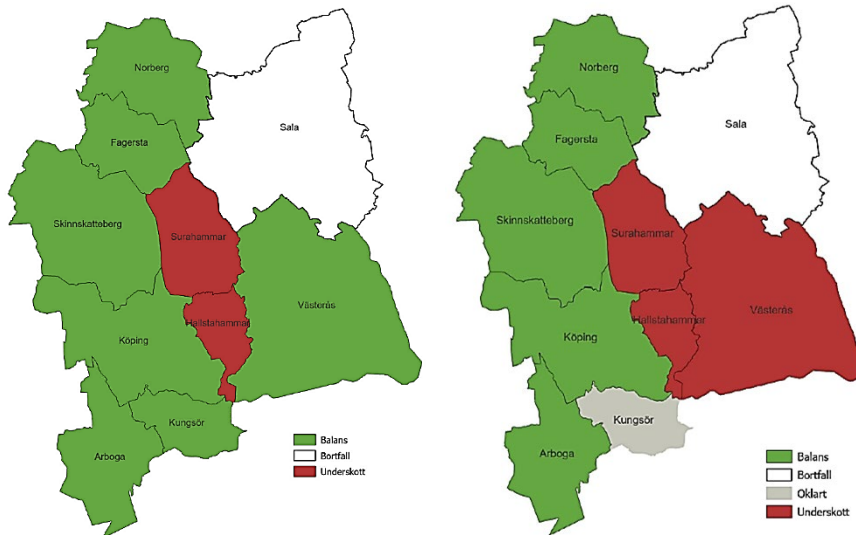 Norberg
Sala
Fagersta
Skinnskatteberg
Surahammar
Hallstahammar
Västerås
Köping
Kungsör
Arboga
Balans
Bortfall
Underskott
Norberg
Sala
Fagersta
Skinnskatteberg
Surahammar
Hallstahammar
Västerås
Köping
Kungsör
Arboga
Balans
Bortfall
Oklart
Underskott